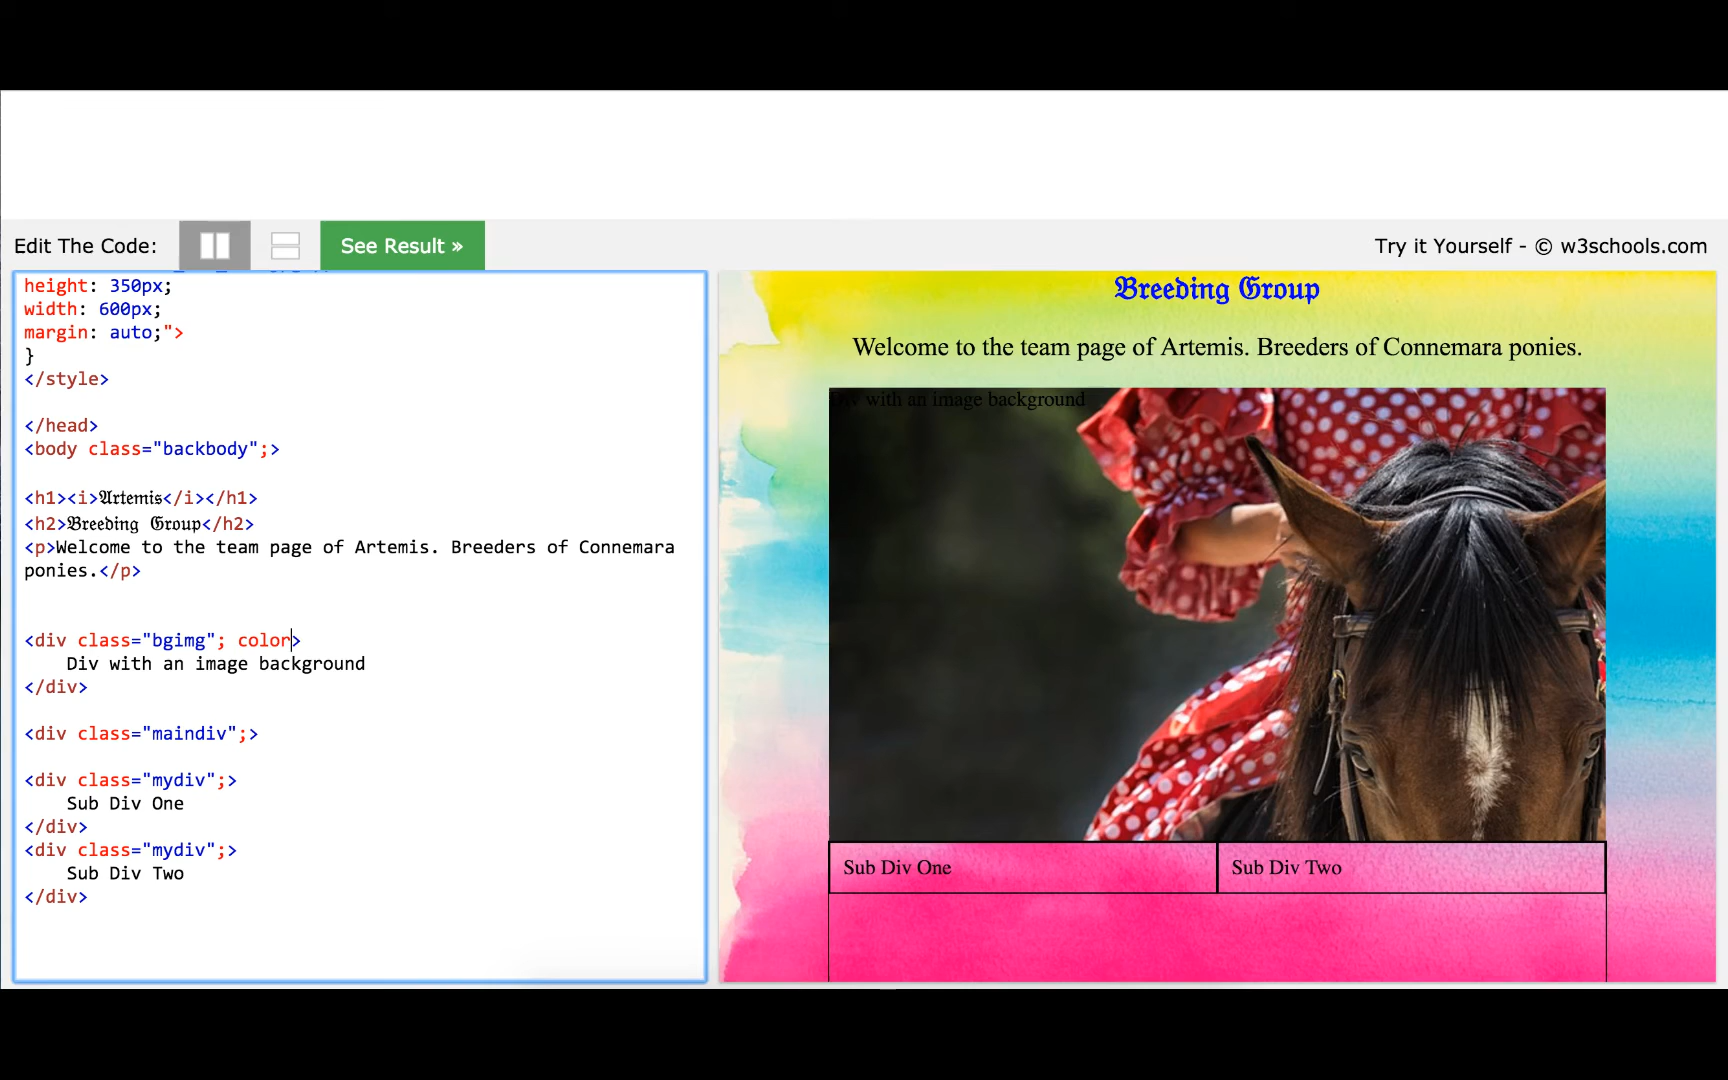 Edit The Code: See Result » Try it Yourself - © w3schools.com
height: 350px;
width: 600px;
margin: auto;">
}
</style>
</head>
<body class="backbody";>
<h1><i>𝔄𝔯𝔱𝔢𝔪𝔦𝔰</i></h1>
<h2>𝔅𝔯𝔢𝔢𝔡𝔦𝔫𝔤 𝔊𝔯𝔬𝔲𝔭</h2>
<p>Welcome to the team page of Artemis. Breeders of Connemara
ponies.</p>
<div class="bgimg"; color>
Div with an image background
</div>
<div class="maindiv";>
<div class="mydiv";>
Sub Div One
</div>
<div class="mydiv";>
Sub Div Two
</div>
𝔅𝔯𝔢𝔢𝔡𝔦𝔫𝔤 𝔊𝔯𝔬𝔲𝔭
Welcome to the team page of Artemis. Breeders of Connemara ponies.
Div with an image background
Sub Div One
Sub Div Two